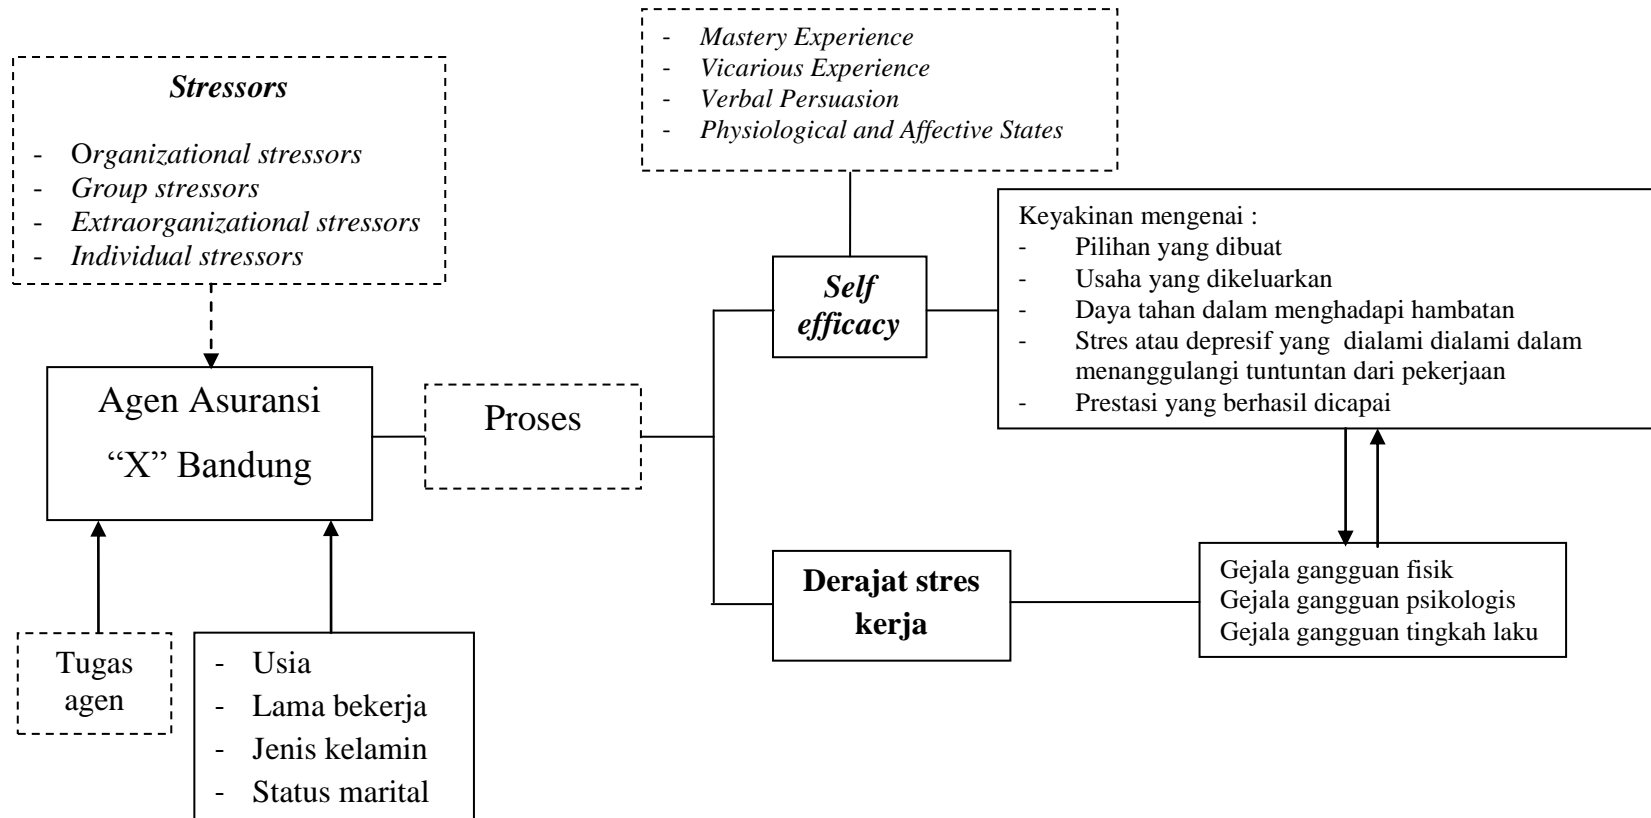 Stressors
- Organizational stressors
- Group stressors
- Extraorganizational stressors
- Individual stressors
- Mastery Experience
- Vicarious Experience
- Verbal Persuasion
- Physiological and Affective States
Keyakinan mengenai :
- Pilihan yang dibuat
- Usaha yang dikeluarkan
- Daya tahan dalam menghadapi hambatan
- Stres atau depresif yang dialami dialami dalam
menanggulangi tuntuntan dari pekerjaan
- Prestasi yang berhasil dicapai
Self
efficacy
Agen Asuransi
“X” Bandung
Proses
Derajat stres
kerja
Gejala gangguan fisik
Gejala gangguan psikologis
Gejala gangguan tingkah laku
Tugas
agen
- Usia
- Lama bekerja
- Jenis kelamin
- Status marital